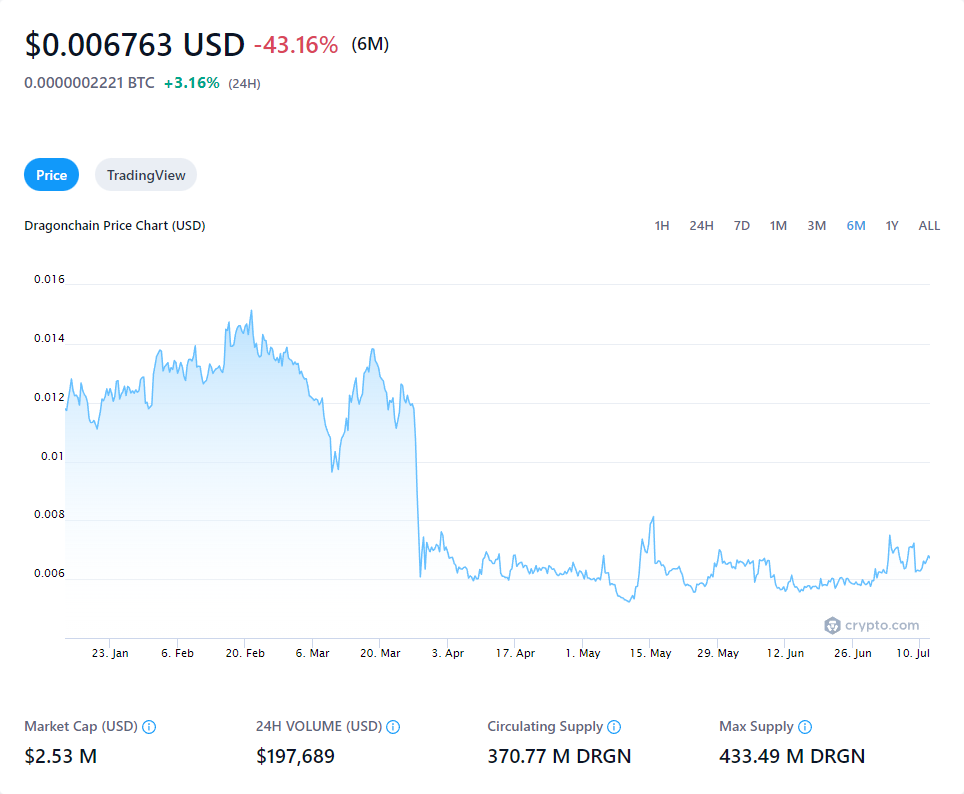 $0.006763 USD -43.16% (6M)
0.0000002221 BTC +3.16% (24H)
Price TradingView
Dragonchain Price Chart (USD) 1H 24H 7D 1M 3M 6M 1Y ALL
0.016
0.014
0.012
0.01
0.008
0.006
crypto.com
23. Jan 6. Feb 20. Feb 6. Mar 20. Mar 3. Apr 17. Apr 1. May 15. May 29. May 12. Jun 26. Jun 10. Jul
Market Cap (USD) 24H VOLUME (USD) Circulating Supply Max Supply
$2.53 M $197,689 370.77 M DRGN 433.49 M DRGN